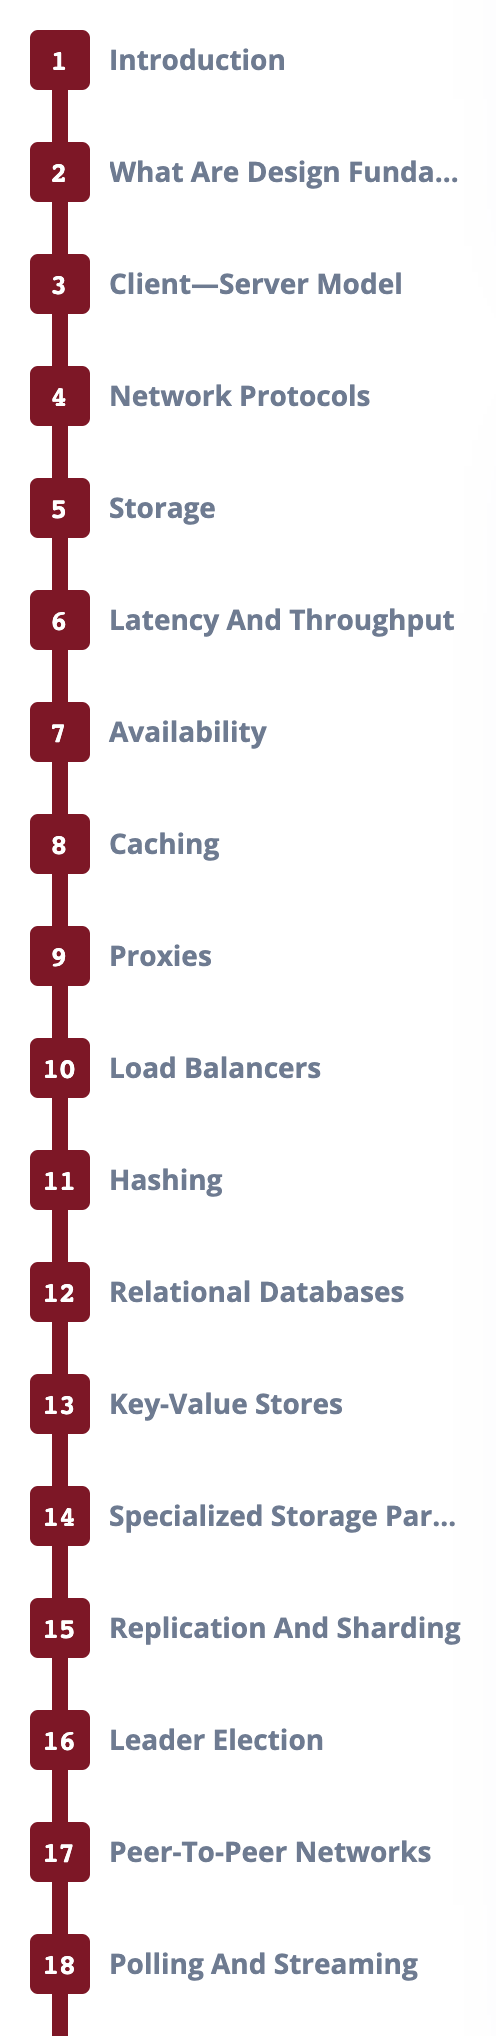 1 Introduction
2 What Are Design Funda...
3 Client—Server Model
4 Network Protocols
5 Storage
6 Latency And Throughput
7 Availability
8 Caching
9 Proxies
10 Load Balancers
11 Hashing
12 Relational Databases
13 Key-Value Stores
14 Specialized Storage Par...
15 Replication And Sharding
16 Leader Election
17 Peer-To-Peer Networks
18 Polling And Streaming